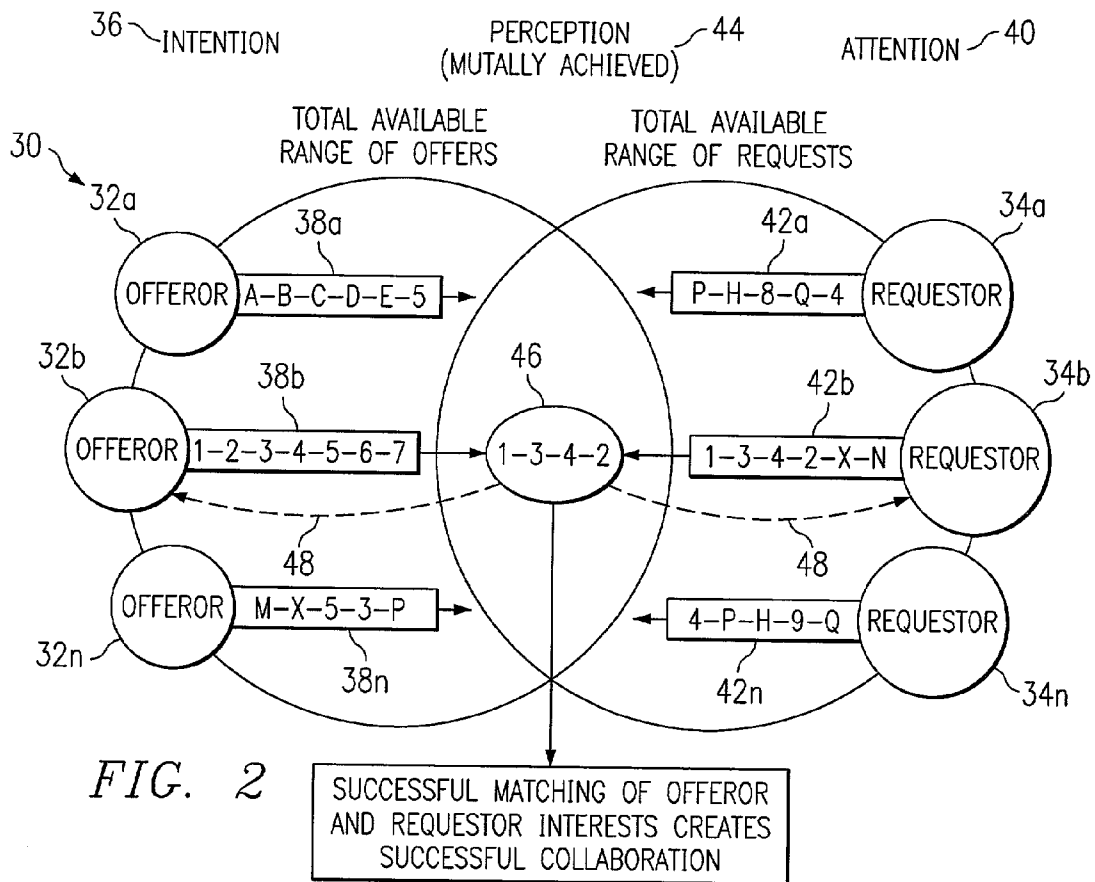 36 INTENTION
PERCEPTION
(MUTALLY ACHIEVED) 44
ATTENTION 40
TOTAL AVAILABLE
RANGE OF OFFERS
TOTAL AVAILABLE
RANGE OF REQUESTS
30
32a
38a
42a
34a
OFFEROR
A-B-C-D-E-5
P-H-8-Q-4
REQUESTOR
32b
38b
46
42b
34b
OFFEROR
1-2-3-4-5-6-7
1-3-4-2
1-3-4-2-X-N
REQUESTOR
48
48
OFFEROR
M-X-5-3-P
4-P-H-9-Q
REQUESTOR
32n
38n
42n
34n
FIG. 2
SUCCESSFUL MATCHING OF OFFEROR
AND REQUESTOR INTERESTS CREATES
SUCCESSFUL COLLABORATION